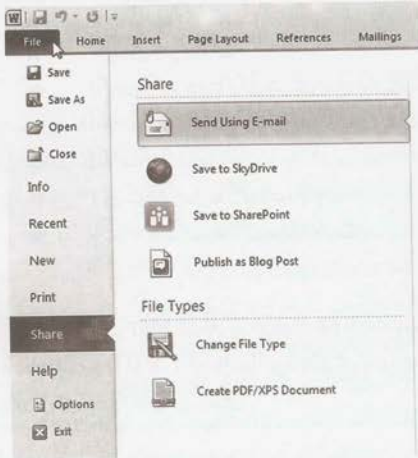 W
File Home Insert Page Layout References Mailings
Save
Save As
Open
Close
Info
Recent
New
Print
Share
Help
Options
Exit
Share
Send Using E-mail
Save to SkyDrive
Save to SharePoint
Publish as Blog Post
File Types
Change File Type
Create PDF/XPS Document